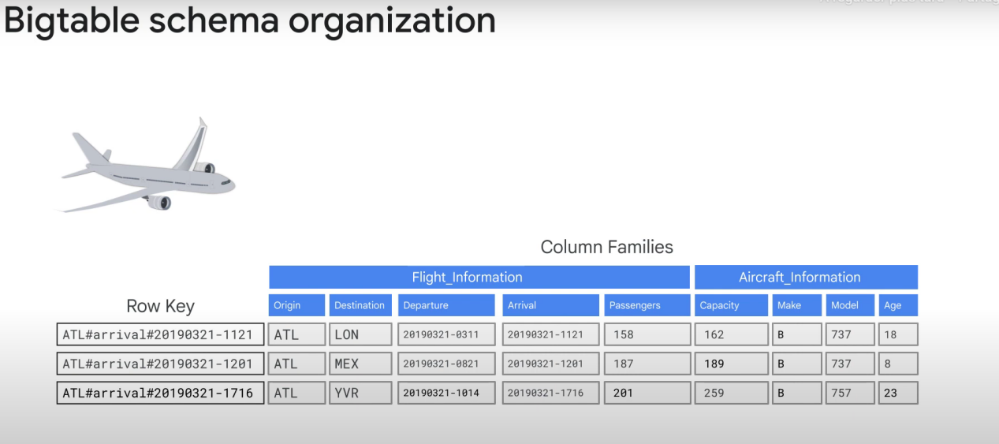 Bigtable schema organization
Column Families
Flight_Information Aircraft_Information
Row Key Origin Destination Departure Arrival Passengers Capacity Make Model Age
ATL#arrival#20190321-1121 ATL LON 20190321-0311 20190321-1121 158 162 B 737 18
ATL#arrival#20190321-1201 ATL MEX 20190321-0821 20190321-1201 187 189 B 737 8
ATL#arrival#20190321-1716 ATL YVR 20190321-1014 20190321-1716 201 259 B 757 23